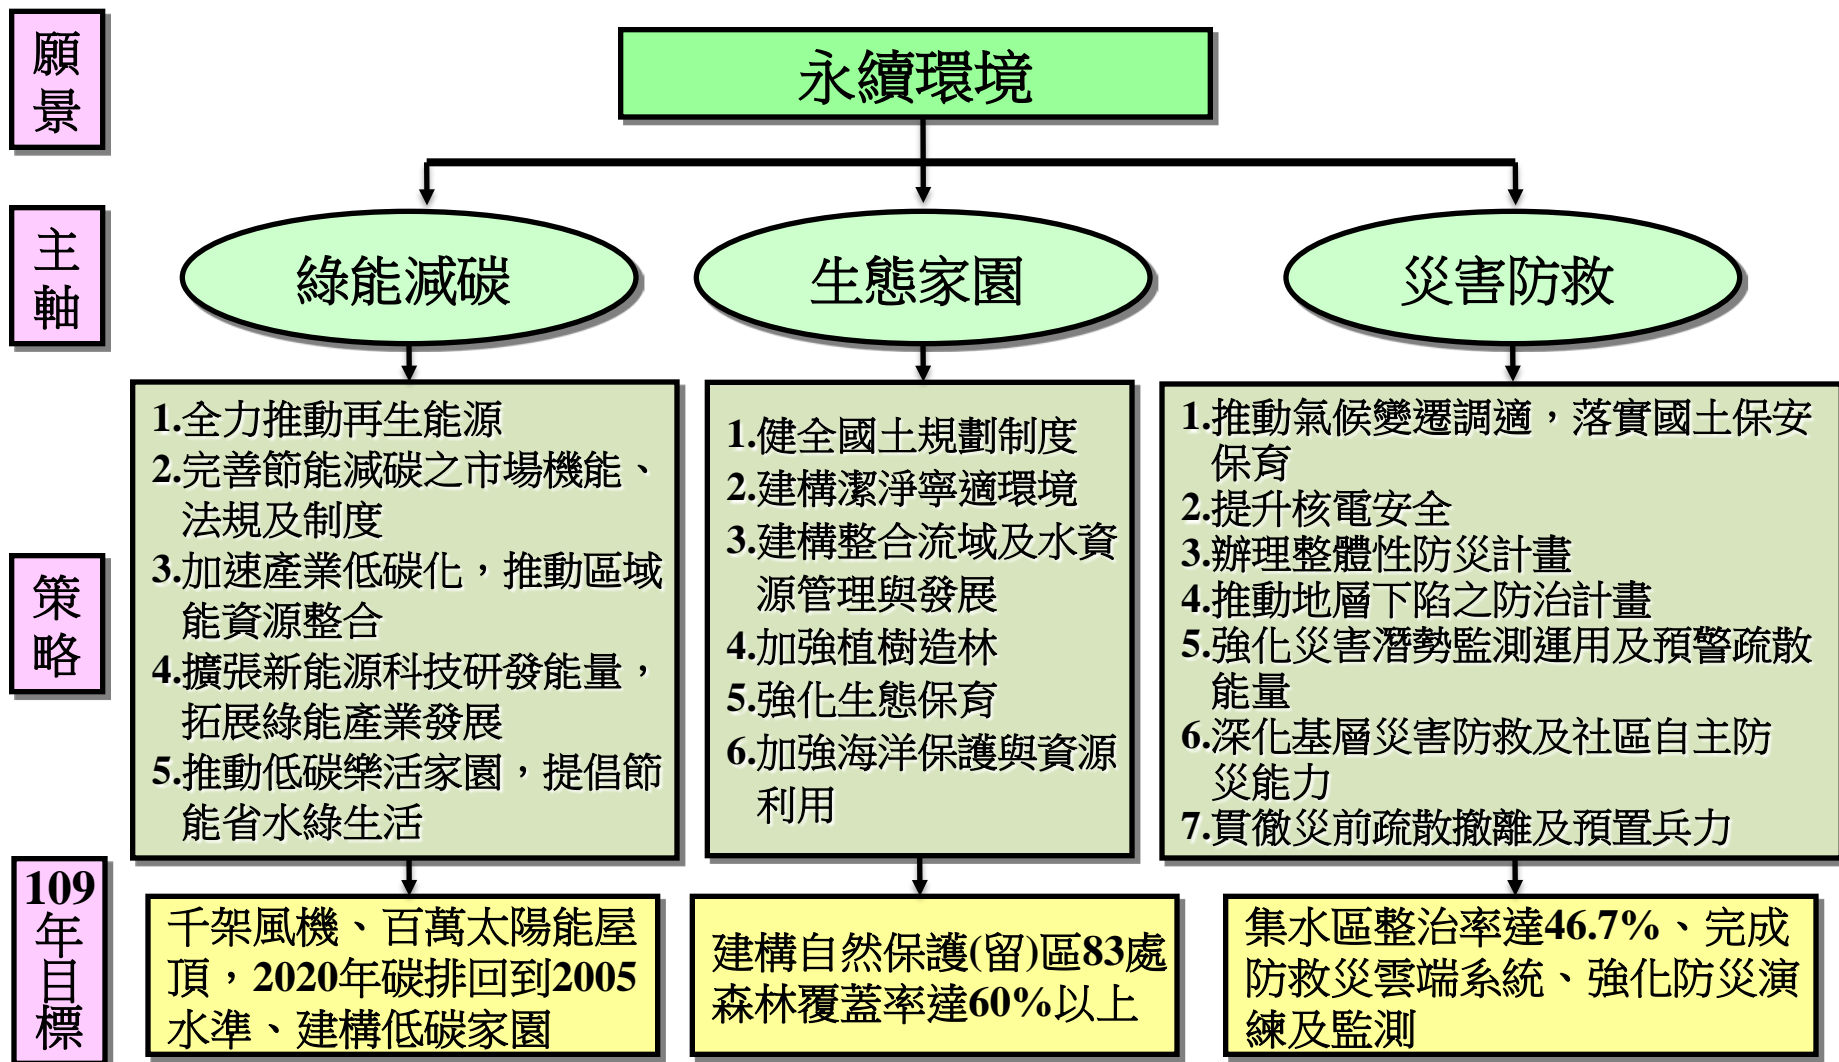 願
景
永續環境
主
軸
綠能減碳
生態家園
災害防救
策
略
1.全力推動再生能源
2.完善節能減碳之市場機能、
法規及制度
3.加速產業低碳化，推動區域
能資源整合
4.擴張新能源科技研發能量，
拓展綠能產業發展
5.推動低碳樂活家園，提倡節
能省水綠生活
1.健全國土規劃制度
2.建構潔淨寧適環境
3.建構整合流域及水資
源管理與發展
4.加強植樹造林
5.強化生態保育
6.加強海洋保護與資源
利用
1.推動氣候變遷調適，落實國土保安
保育
2.提升核電安全
3.辦理整體性防災計畫
4.推動地層下陷之防治計畫
5.強化災害潛勢監測運用及預警疏散
能量
6.深化基層災害防救及社區自主防
災能力
7.貫徹災前疏散撤離及預置兵力
109
年
目
標
千架風機、百萬太陽能屋
頂，2020年碳排回到2005
水準、建構低碳家園
建構自然保護(留)區83處
森林覆蓋率達60%以上
集水區整治率達46.7%、完成
防救災雲端系統、強化防災演
練及監測